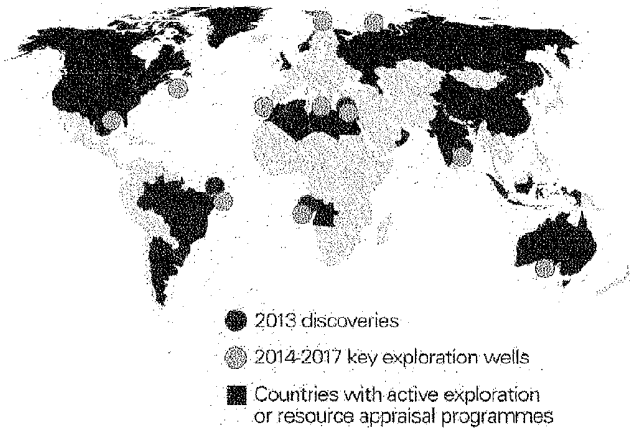 2013 discoveries
2014-2017 key exploration wells
Countries with active exploration
or resource appraisal programmes